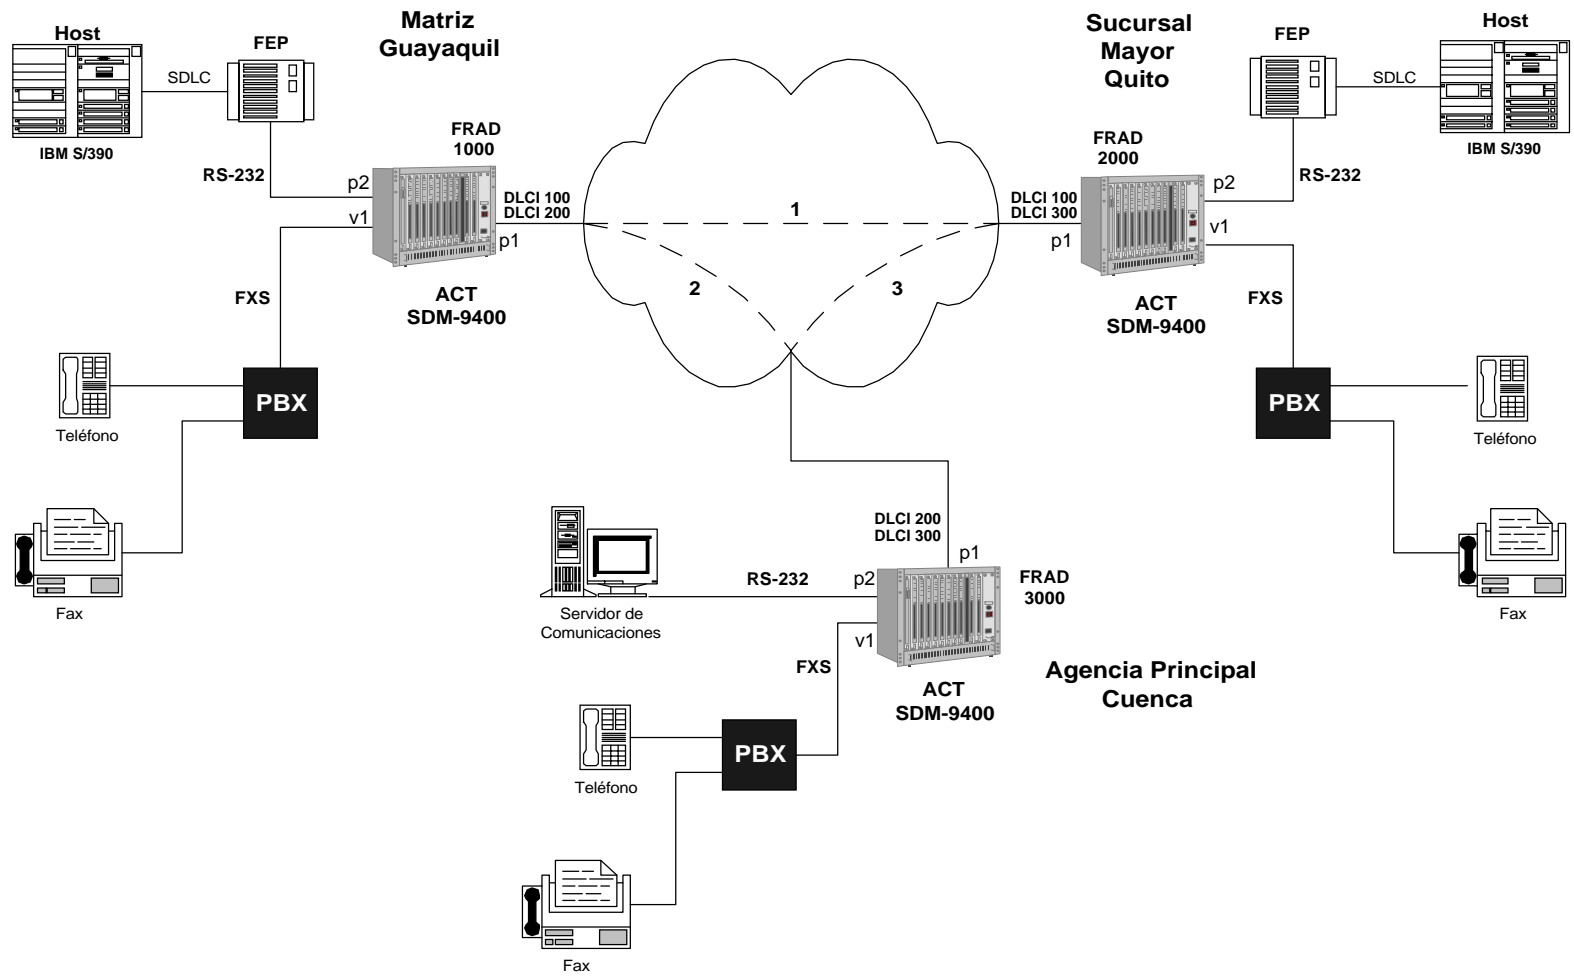 Host
FEP
Matriz
Guayaquil
Sucursal
Mayor
Quito
FEP
Host
SDLC
SDLC
IBM S/390
IBM S/390
FRAD
1000
FRAD
2000
RS-232
RS-232
p2
v1
DLCI 100
DLCI 200
p1
1
2
3
DLCI 100
DLCI 300
p1
p2
v1
ACT
SDM-9400
ACT
SDM-9400
FXS
FXS
PBX
PBX
Teléfono
Teléfono
Fax
Fax
DLCI 200
DLCI 300
p1
RS-232
p2
v1
FRAD
3000
Servidor de
Comunicaciones
FXS
ACT
SDM-9400
Agencia Principal
Cuenca
PBX
Teléfono
Fax